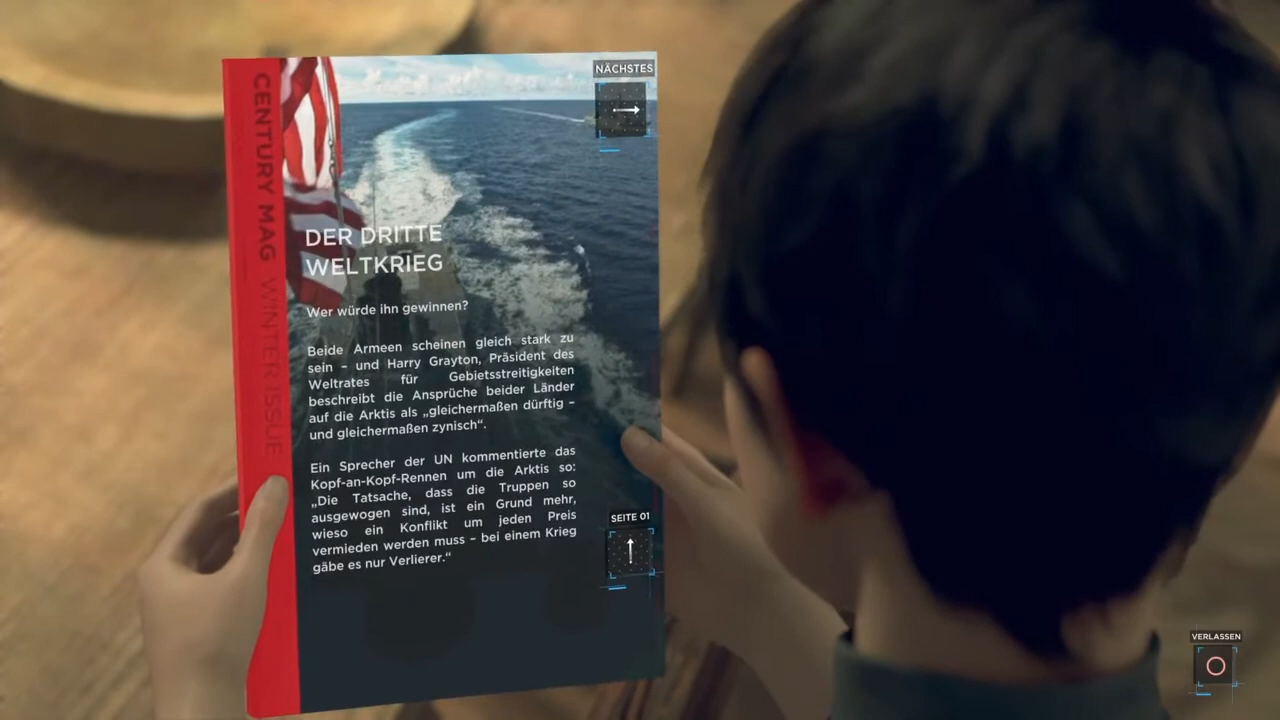 CENTURY MAG WINTER ISSUE
NÄCHSTES
DER DRITTE
WELTKRIEG
Wer würde ihn gewinnen?
Beide Armeen scheinen gleich stark zu
sein – und Harry Grayton, Präsident des
Weltrates für Gebietsstreitigkeiten
beschreibt die Ansprüche beider Länder
auf die Arktis als „gleichermaßen dürftig –
und gleichermaßen zynisch“.
Ein Sprecher der UN kommentierte das
Kopf-an-Kopf-Rennen um die Arktis so:
„Die Tatsache, dass die Truppen so
ausgewogen sind, ist ein Grund mehr,
wieso ein Konflikt um jeden Preis
vermieden werden muss – bei einem Krieg
gäbe es nur Verlierer.“
SEITE 01
VERLASSEN